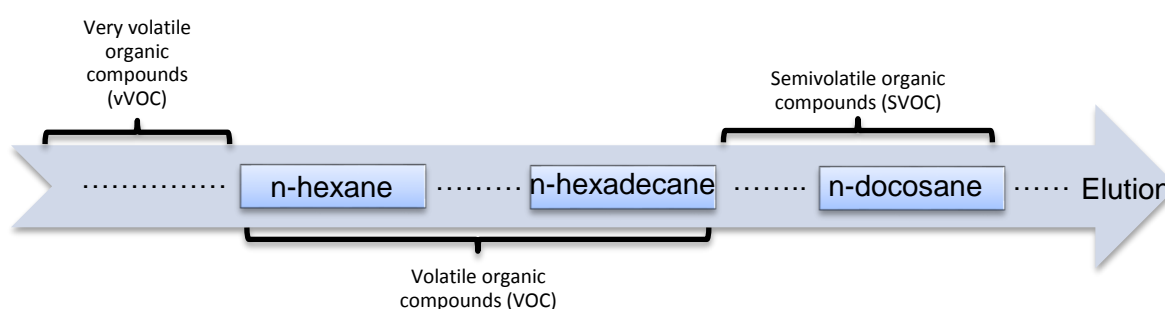 Very volatile
organic
compounds
(vVOC)
Semivolatile organic
compounds (SVOC)
............... n-hexane ......... n-hexadecane ........ n-docosane ...... Elution
Volatile organic
compounds (VOC)